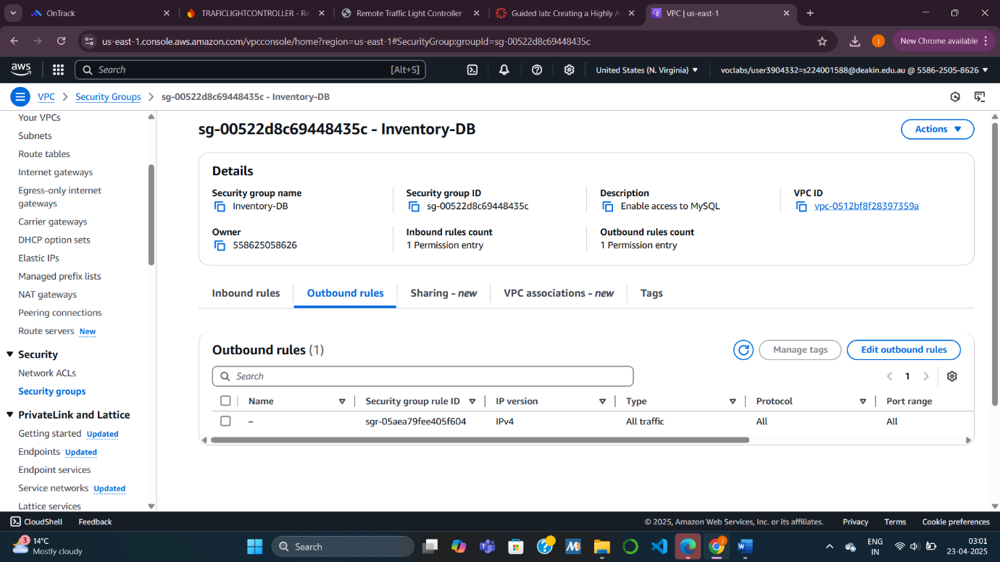 OnTrack
TRAFICLIGHTCONTROLLER - Re
Remote Traffic Light Controller
Guided lab: Creating a Highly A
VPC | us-east-1
us-east-1.console.aws.amazon.com/vpcconsole/home?region=us-east-1#SecurityGroup:groupId=sg-00522d8c69448435c
j
New Chrome available
aws
Search [Alt+S]
United States (N. Virginia)
voclabs/user3904332=s224001588@deakin.edu.au @ 5586-2505-8626
VPC
Security Groups
sg-00522d8c69448435c - Inventory-DB
Your VPCs
Subnets
Route tables
Internet gateways
Egress-only internet
gateways
Carrier gateways
DHCP option sets
Elastic IPs
Managed prefix lists
NAT gateways
Peering connections
Route servers New
Security
Network ACLs
Security groups
PrivateLink and Lattice
Getting started Updated
Endpoints Updated
Endpoint services
Service networks Updated
Lattice services
sg-00522d8c69448435c - Inventory-DB
Actions
Details
Security group name
Inventory-DB
Security group ID
sg-00522d8c69448435c
Description
Enable access to MySQL
VPC ID
vpc-0512bf8f28397359a
Owner
558625058626
Inbound rules count
1 Permission entry
Outbound rules count
1 Permission entry
Inbound rules
Outbound rules
Sharing - new
VPC associations - new
Tags
Outbound rules (1)
Manage tags
Edit outbound rules
Search
1
Name Security group rule ID IP version Type Protocol Port range
– sgr-05aea79fee405f604 IPv4 All traffic All All
CloudShell
Feedback
© 2025, Amazon Web Services, Inc. or its affiliates.
Privacy
Terms
Cookie preferences
3
14°C
Mostly cloudy
Search
ENG
IN
03:01
23-04-2025